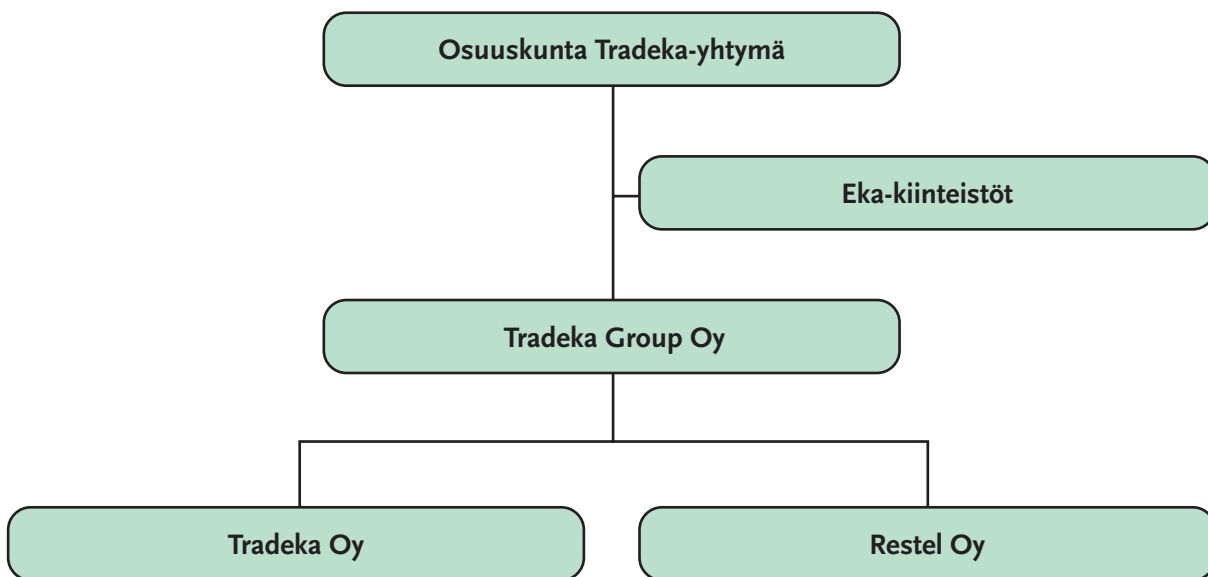 Osuuskunta Tradeka-yhtymä
Eka-kiinteistöt
Tradeka Group Oy
Tradeka Oy
Restel Oy